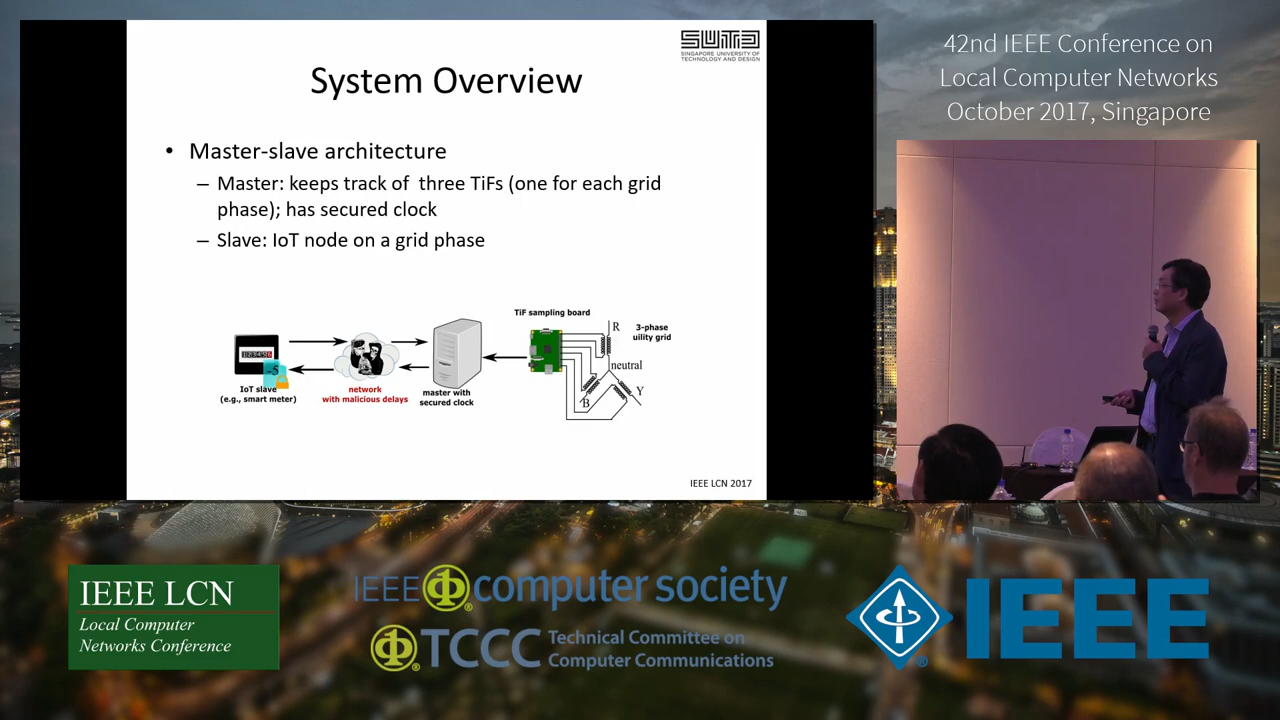 SUTD
SINGAPORE UNIVERSITY OF
TECHNOLOGY AND DESIGN
System Overview
• Master-slave architecture
– Master: keeps track of three TiFs (one for each grid
phase); has secured clock
– Slave: IoT node on a grid phase
TiF sampling board
R
3-phase
uility grid
neutral
Y
B
-5
IoT slave
(e.g., smart meter)
network
with malicious delays
master with
secured clock
IEEE LCN 2017
42nd IEEE Conference on
Local Computer Networks
October 2017, Singapore
IEEE LCN
Local Computer
Networks Conference
IEEE computer society
TCCC Technical Committee on
Computer Communications
IEEE